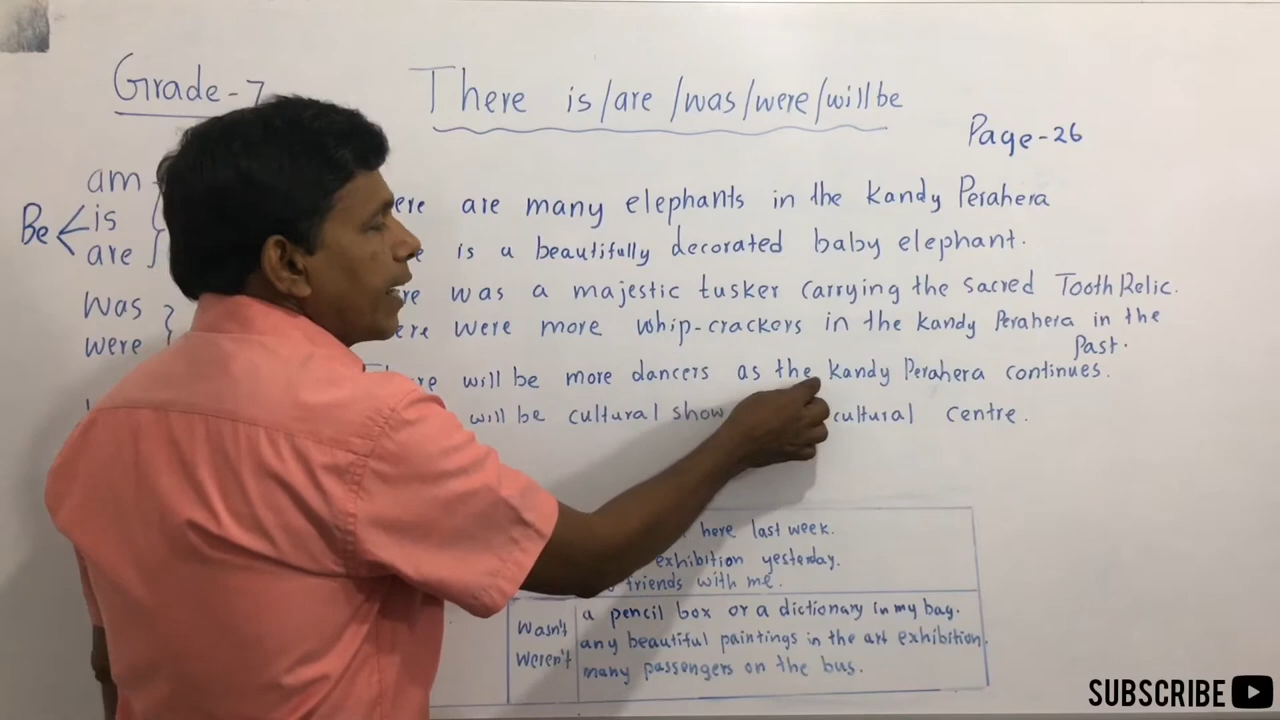 Grade-7
There is/are/was/were/will be
Page-26
Be
am
is
are
was
were
are many elephants in the Kandy Perahera
is a beautifully decorated baby elephant.
was a majestic tusker carrying the sacred Tooth Relic.
were more whip-crackers in the Kandy Perahera in the
Past.
will be more dancers as the Kandy Perahera continues.
will be cultural show cultural centre.
here last week.
exhibition yesterday.
friends with me.
wasn't
weren't
a pencil box or a dictionary in my bag.
any beautiful paintings in the art exhibition.
many passengers on the bus.
SUBSCRIBE